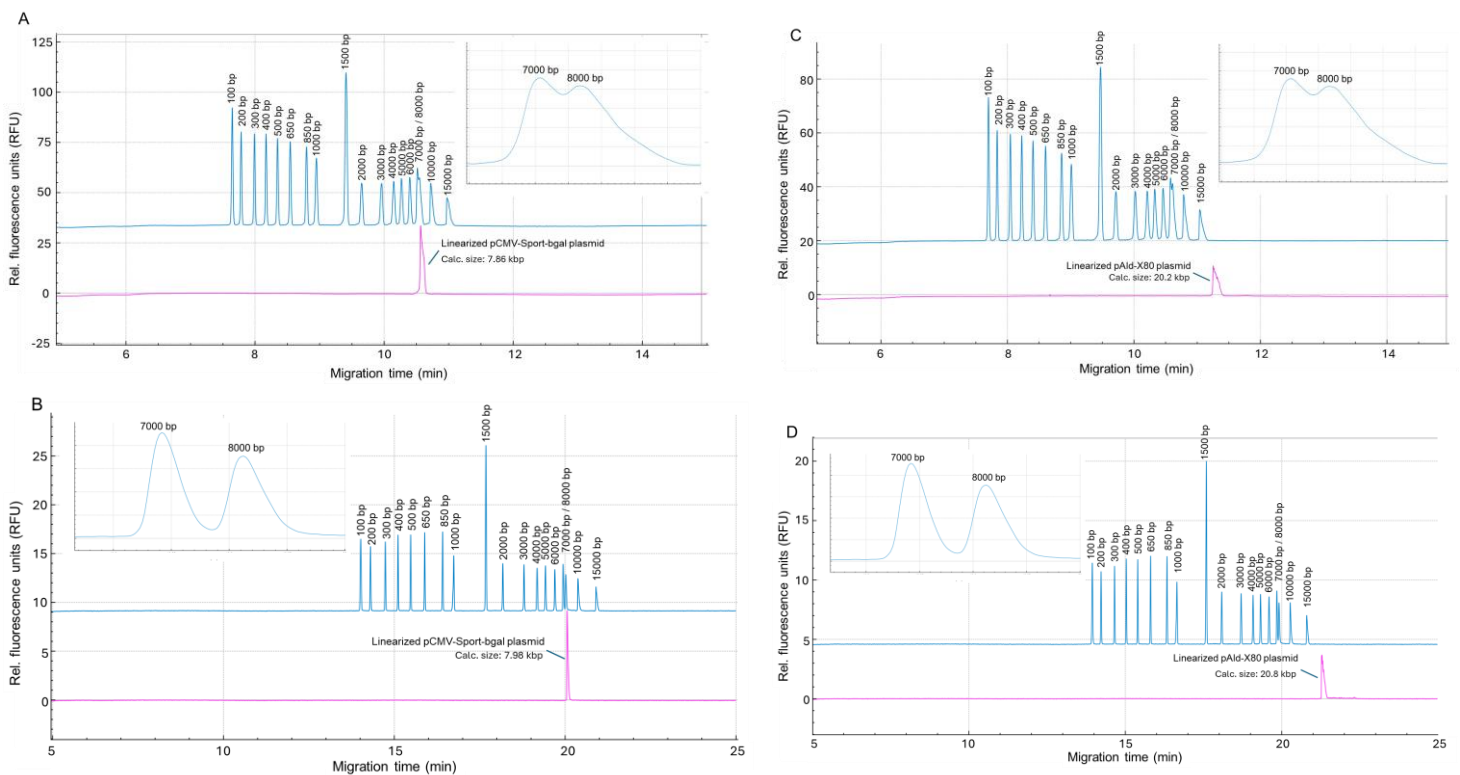 A
Rel. fluorescence units (RFU)
125
100
75
50
25
0
-25
100 bp
200 bp
300 bp
400 bp
500 bp
650 bp
850 bp
1000 bp
1500 bp
2000 bp
3000 bp
4000 bp
5000 bp
6000 bp
7000 bp / 8000 bp
10000 bp
15000 bp
7000 bp
8000 bp
Linearized pCMV-Sport-bgal plasmid
Calc. size: 7.86 kbp
6
8
10
12
14
Migration time (min)
C
Rel. fluorescence units (RFU)
80
60
40
20
0
100 bp
200 bp
300 bp
400 bp
500 bp
650 bp
850 bp
1000 bp
1500 bp
2000 bp
3000 bp
4000 bp
5000 bp
6000 bp
7000 bp / 8000 bp
10000 bp
15000 bp
7000 bp
8000 bp
Linearized pAld-X80 plasmid
Calc. size: 20.2 kbp
6
8
10
12
14
Migration time (min)
B
Rel. fluorescence units (RFU)
25
20
15
10
5
0
7000 bp
8000 bp
100 bp
200 bp
300 bp
400 bp
500 bp
650 bp
850 bp
1000 bp
1500 bp
2000 bp
3000 bp
4000 bp
5000 bp
6000 bp
7000 bp / 8000 bp
10000 bp
15000 bp
Linearized pCMV-Sport-bgal plasmid
Calc. size: 7.98 kbp
5
10
15
20
25
Migration time (min)
D
Rel. fluorescence units (RFU)
20
15
10
5
0
7000 bp
8000 bp
100 bp
200 bp
300 bp
400 bp
500 bp
650 bp
850 bp
1000 bp
1500 bp
2000 bp
3000 bp
4000 bp
5000 bp
6000 bp
7000 bp / 8000 bp
10000 bp
15000 bp
Linearized pAld-X80 plasmid
Calc. size: 20.8 kbp
5
10
15
20
25
Migration time (min)